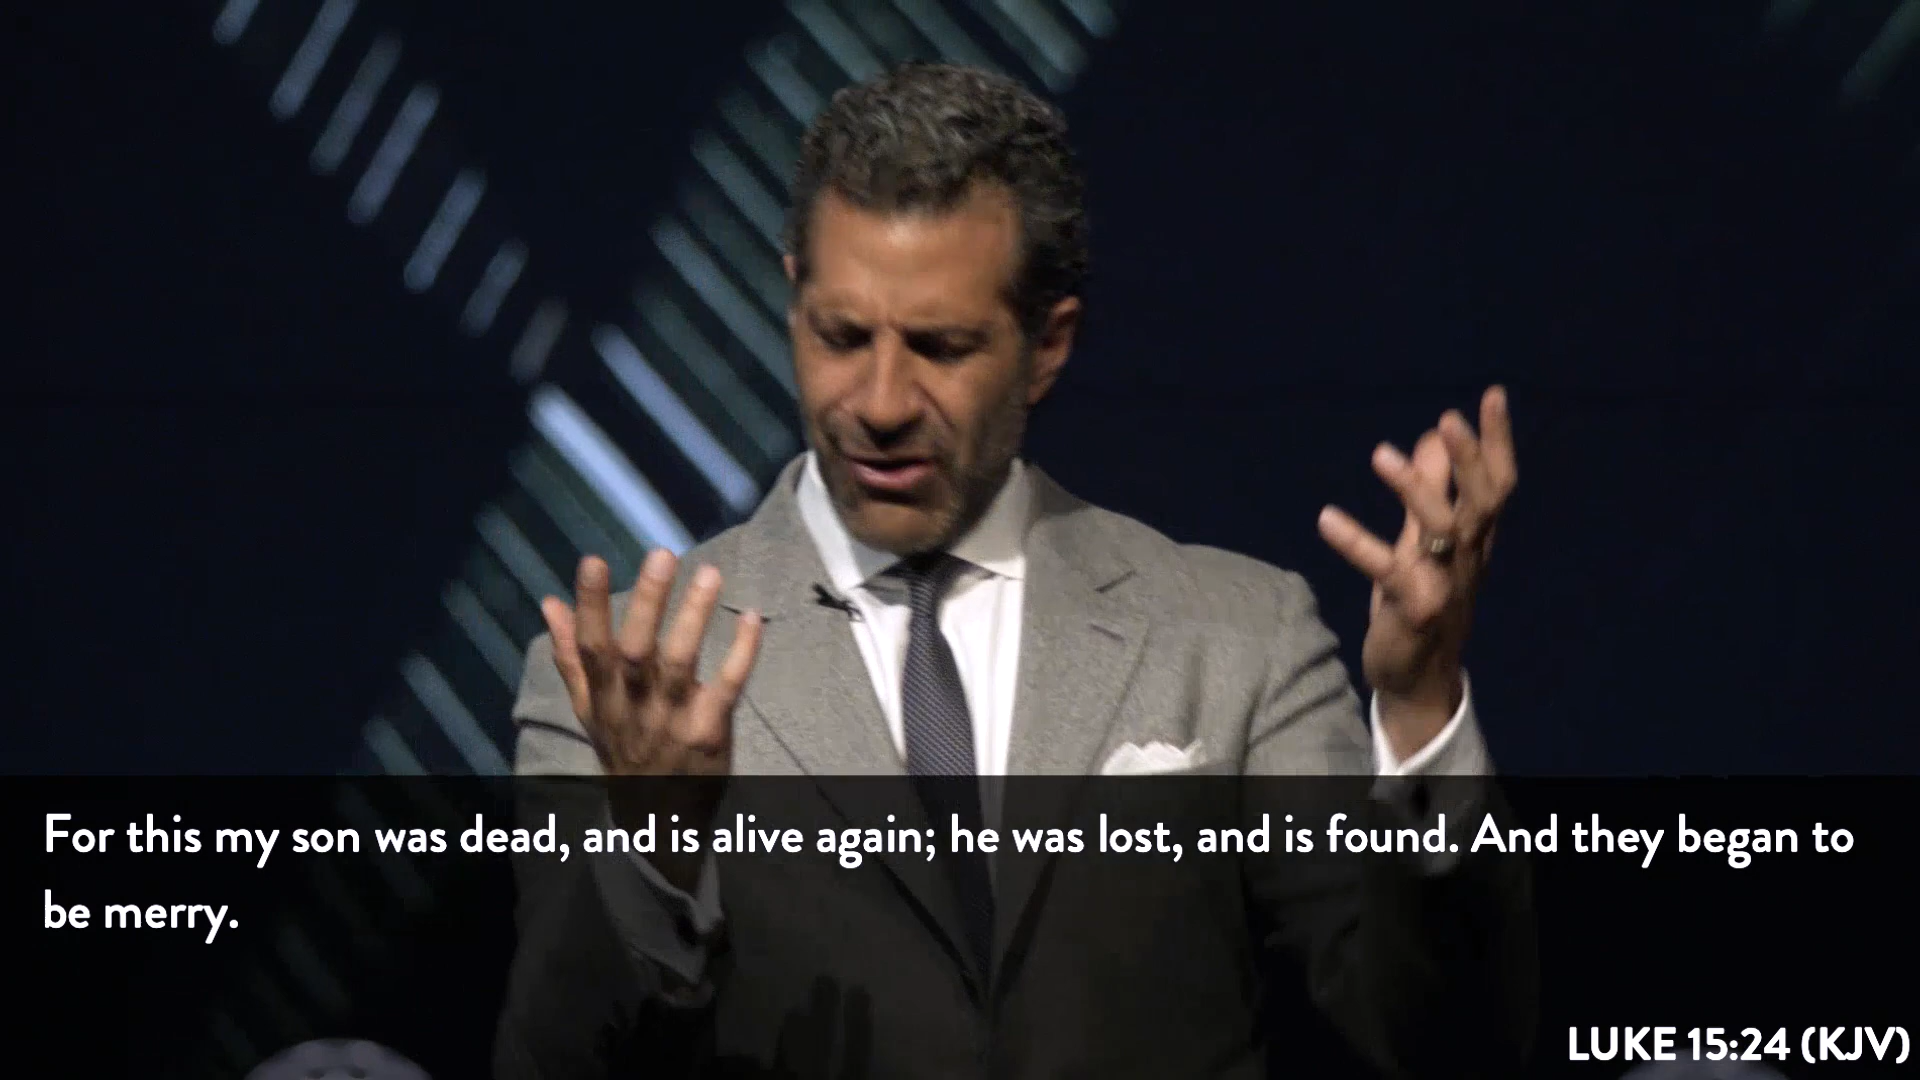 For this my son was dead, and is alive again; he was lost, and is found. And they began to
be merry.
LUKE 15:24 (KJV)